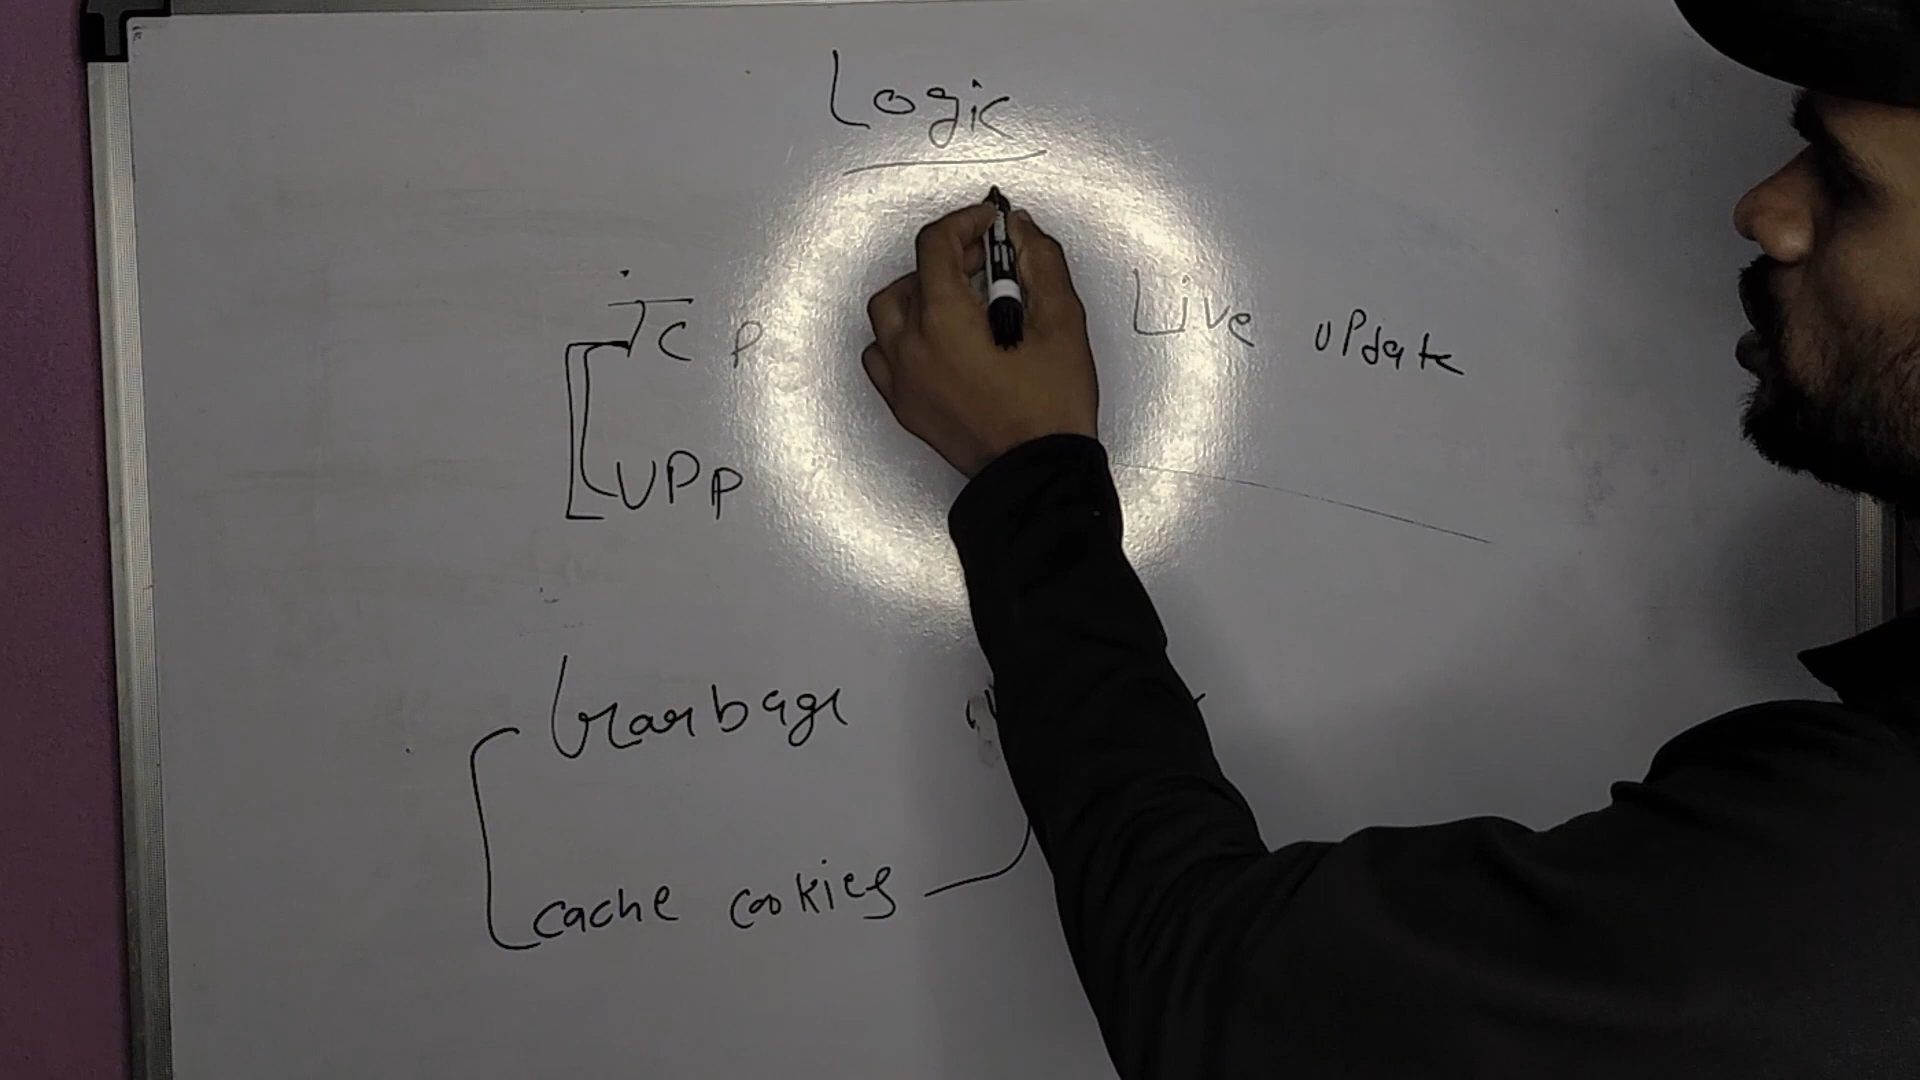 Logic
TCP Live update
UPP
Garbage
cache cookies